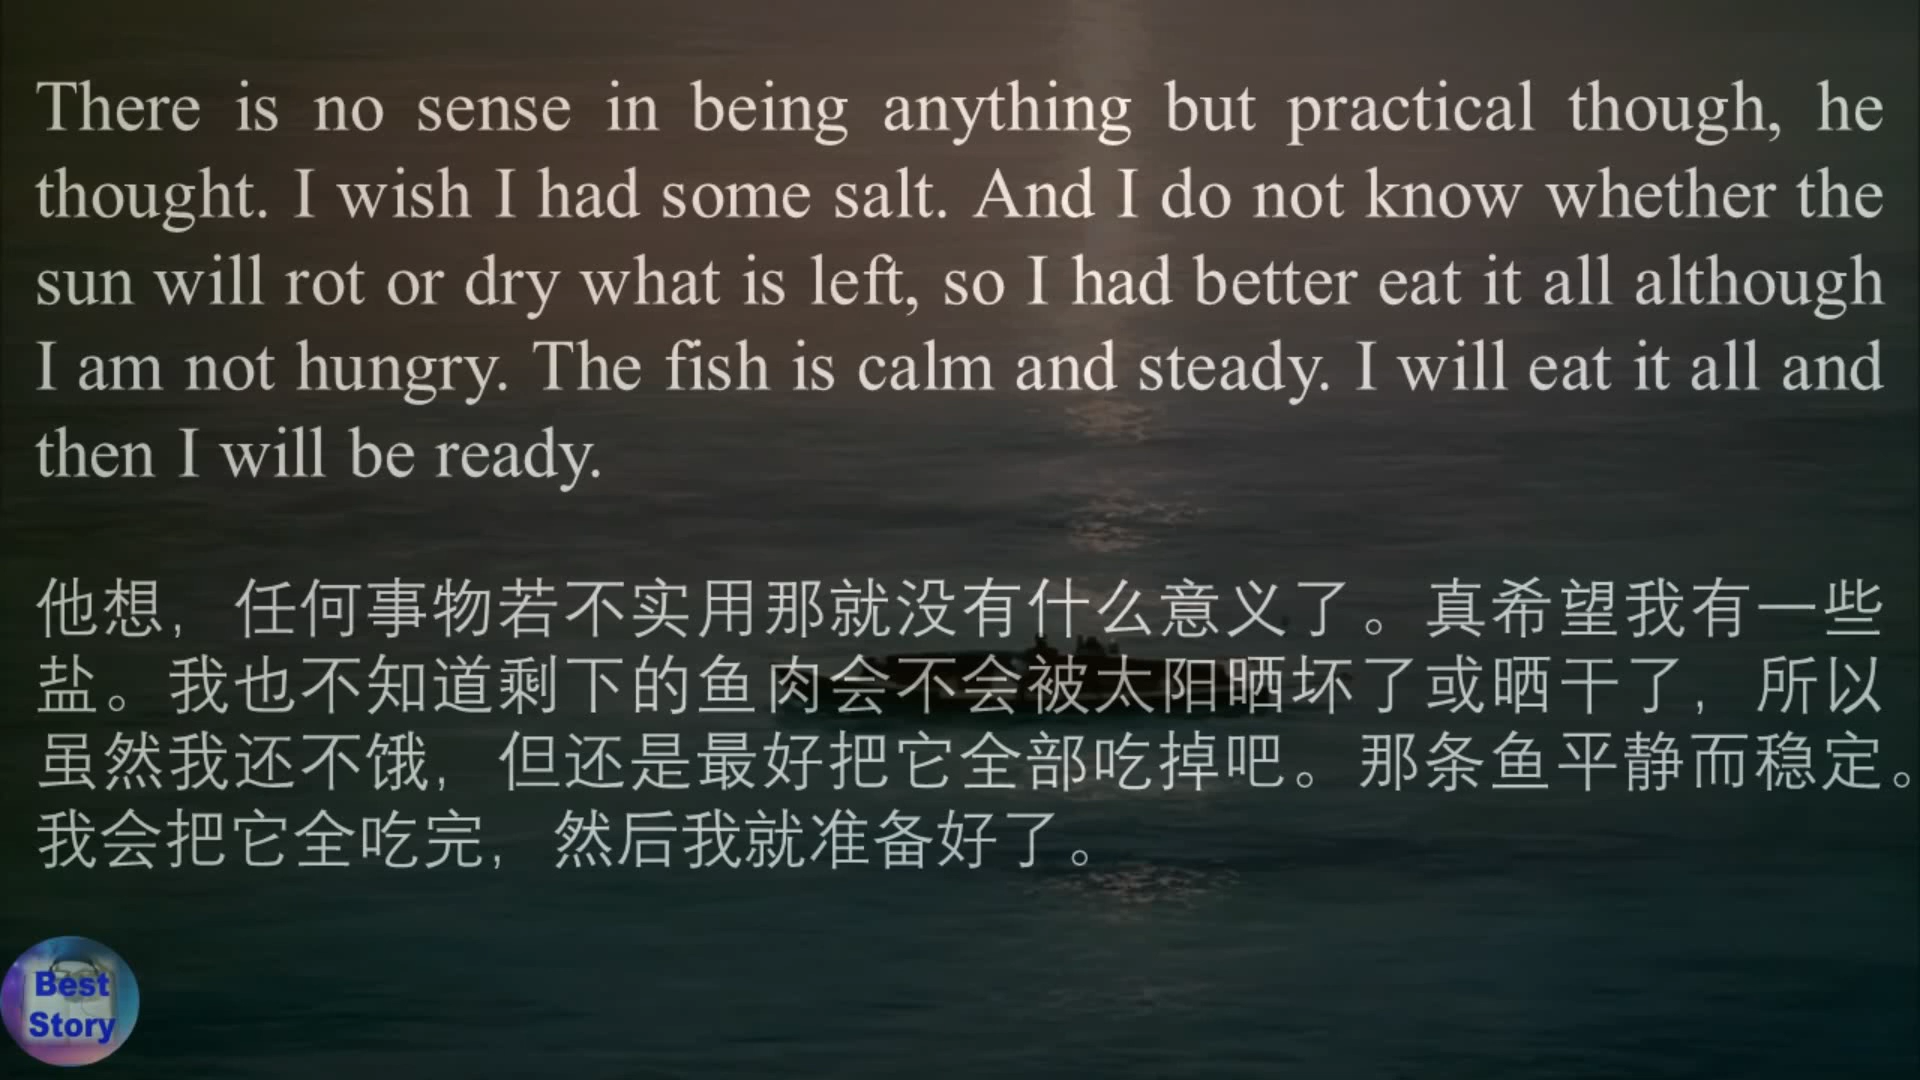 There is no sense in being anything but practical though, he
thought. I wish I had some salt. And I do not know whether the
sun will rot or dry what is left, so I had better eat it all although
I am not hungry. The fish is calm and steady. I will eat it all and
then I will be ready.
他想，任何事物若不实用那就没有什么意义了。真希望我有一些
盐。我也不知道剩下的鱼肉会不会被太阳晒坏了或晒干了，所以
虽然我还不饿，但还是最好把它全部吃掉吧。那条鱼平静而稳定。
我会把它全吃完，然后我就准备好了。
Best
Story